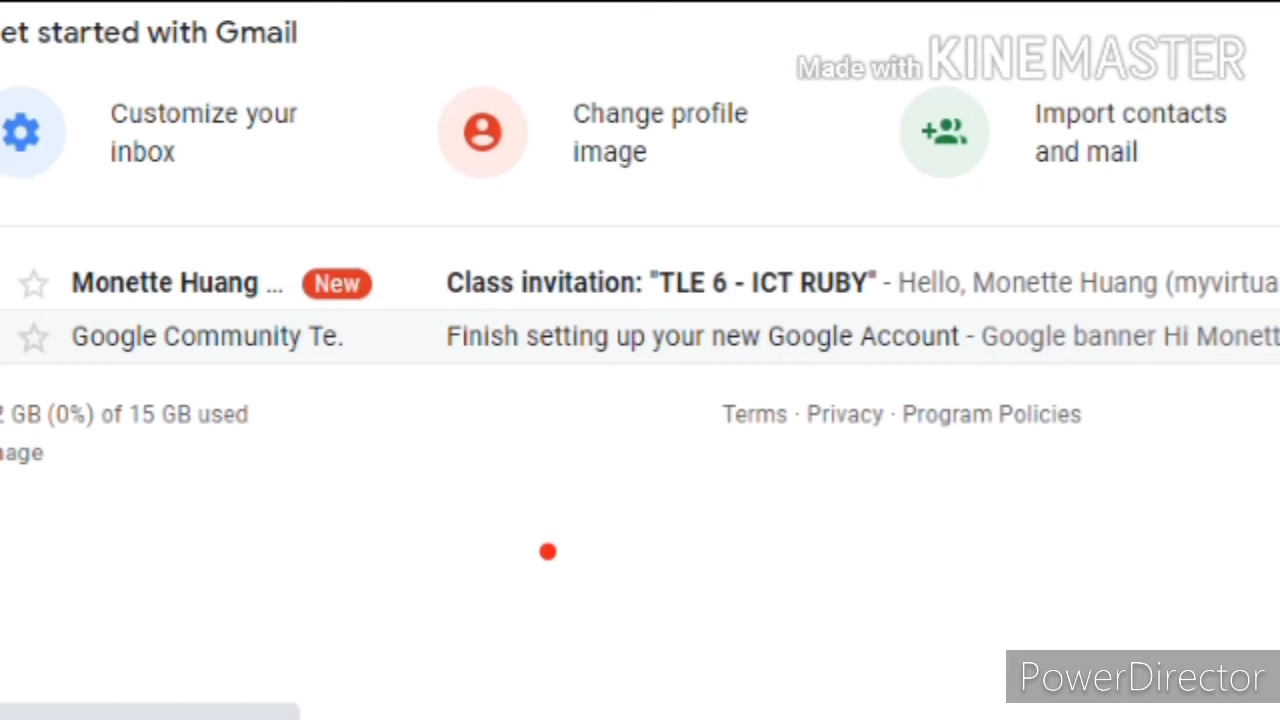 et started with Gmail
Made with KINEMASTER
Customize your
inbox
Change profile
image
Import contacts
and mail
Monette Huang ... New Class invitation: "TLE 6 - ICT RUBY" - Hello, Monette Huang (myvirtua
Google Community Te. Finish setting up your new Google Account - Google banner Hi Monett
2 GB (0%) of 15 GB used
Terms · Privacy · Program Policies
nage
PowerDirector